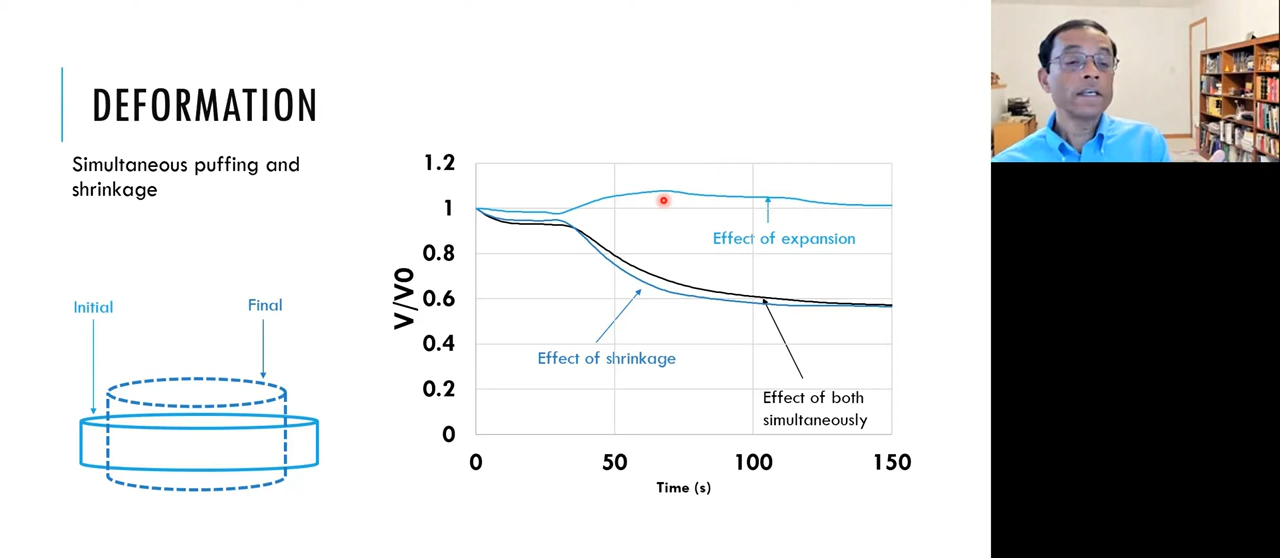 DEFORMATION
Simultaneous puffing and
shrinkage
Initial
Final
V/V0
1.2
1
0.8
0.6
0.4
0.2
0
0 50 100 150
Time (s)
Effect of expansion
Effect of shrinkage
Effect of both
simultaneously